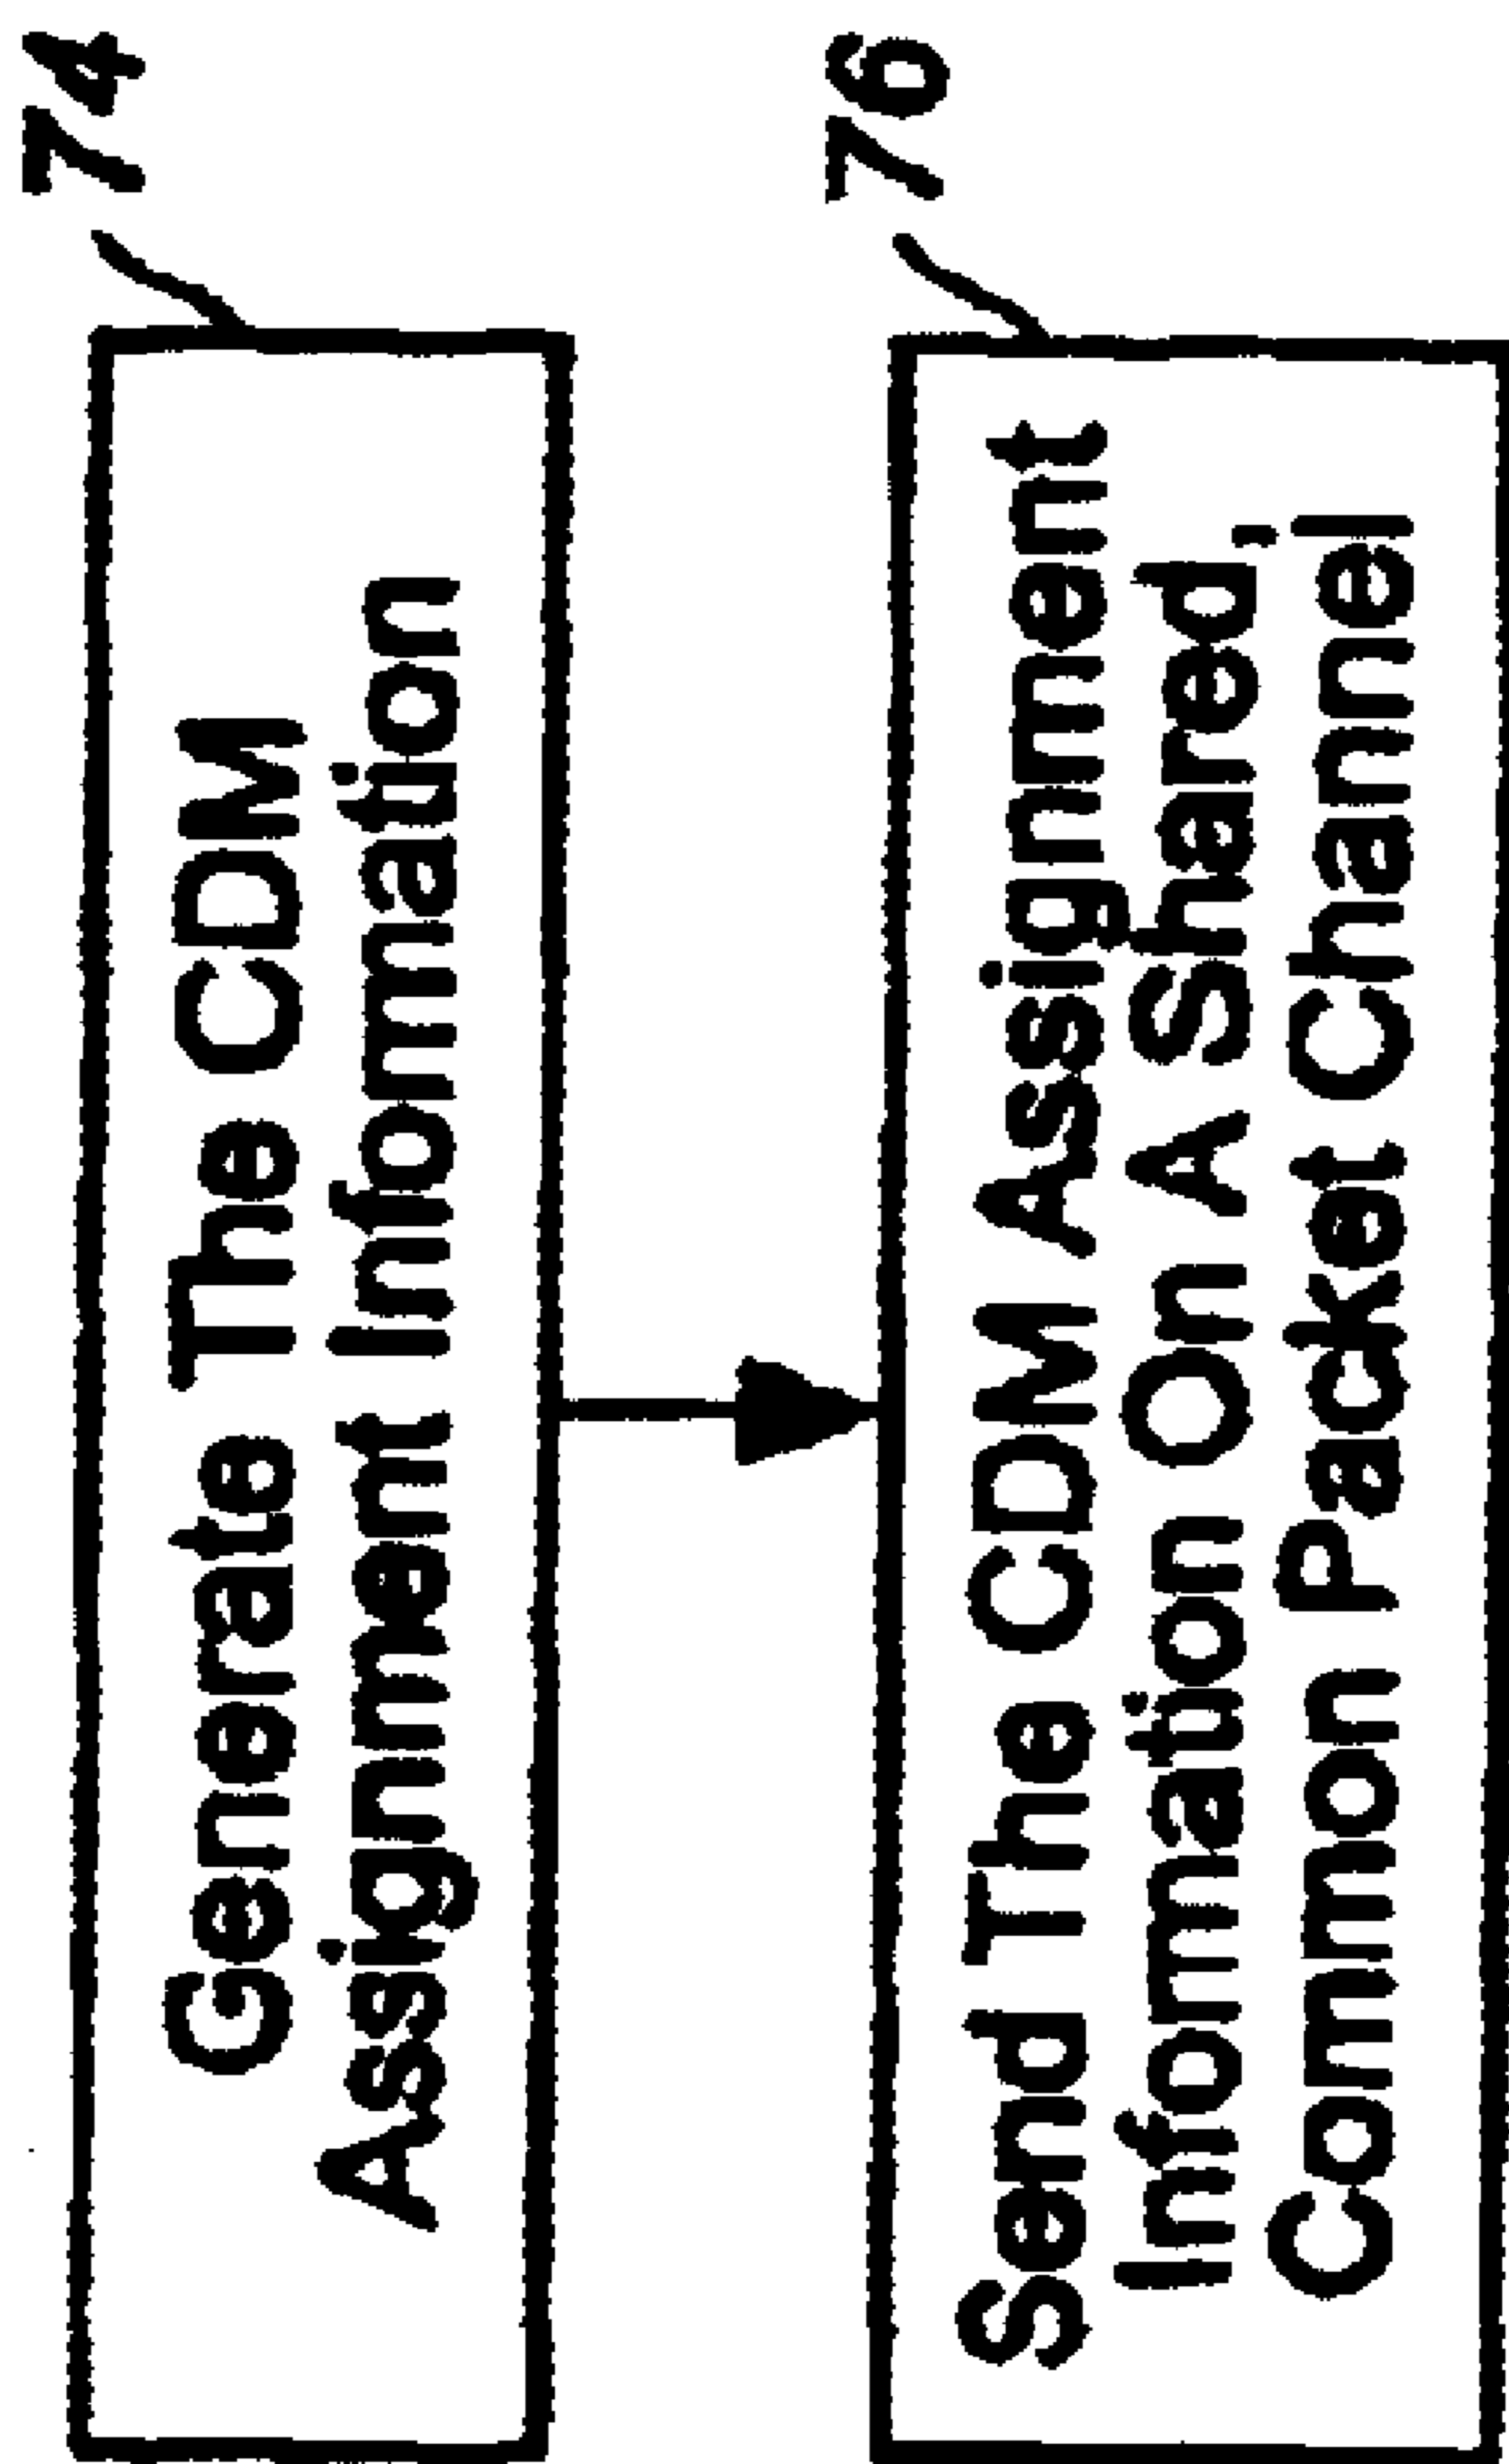 74
Generate The CDM
Assignment Information
76
Send The CDM Assignment
Information On A Shared,
Common Packet Channel